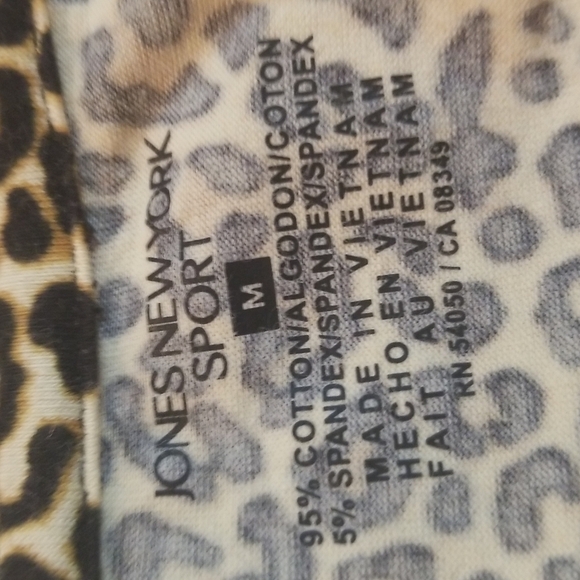 JONES NEW YORK
SPORT
M
95% COTTON/ALGODON/COTON
5% SPANDEX/SPANDEX/SPANDEX
MADE IN VIETNAM
HECHO EN VIETNAM
FAIT AU VIETNAM
RN 54050 / CA 08349